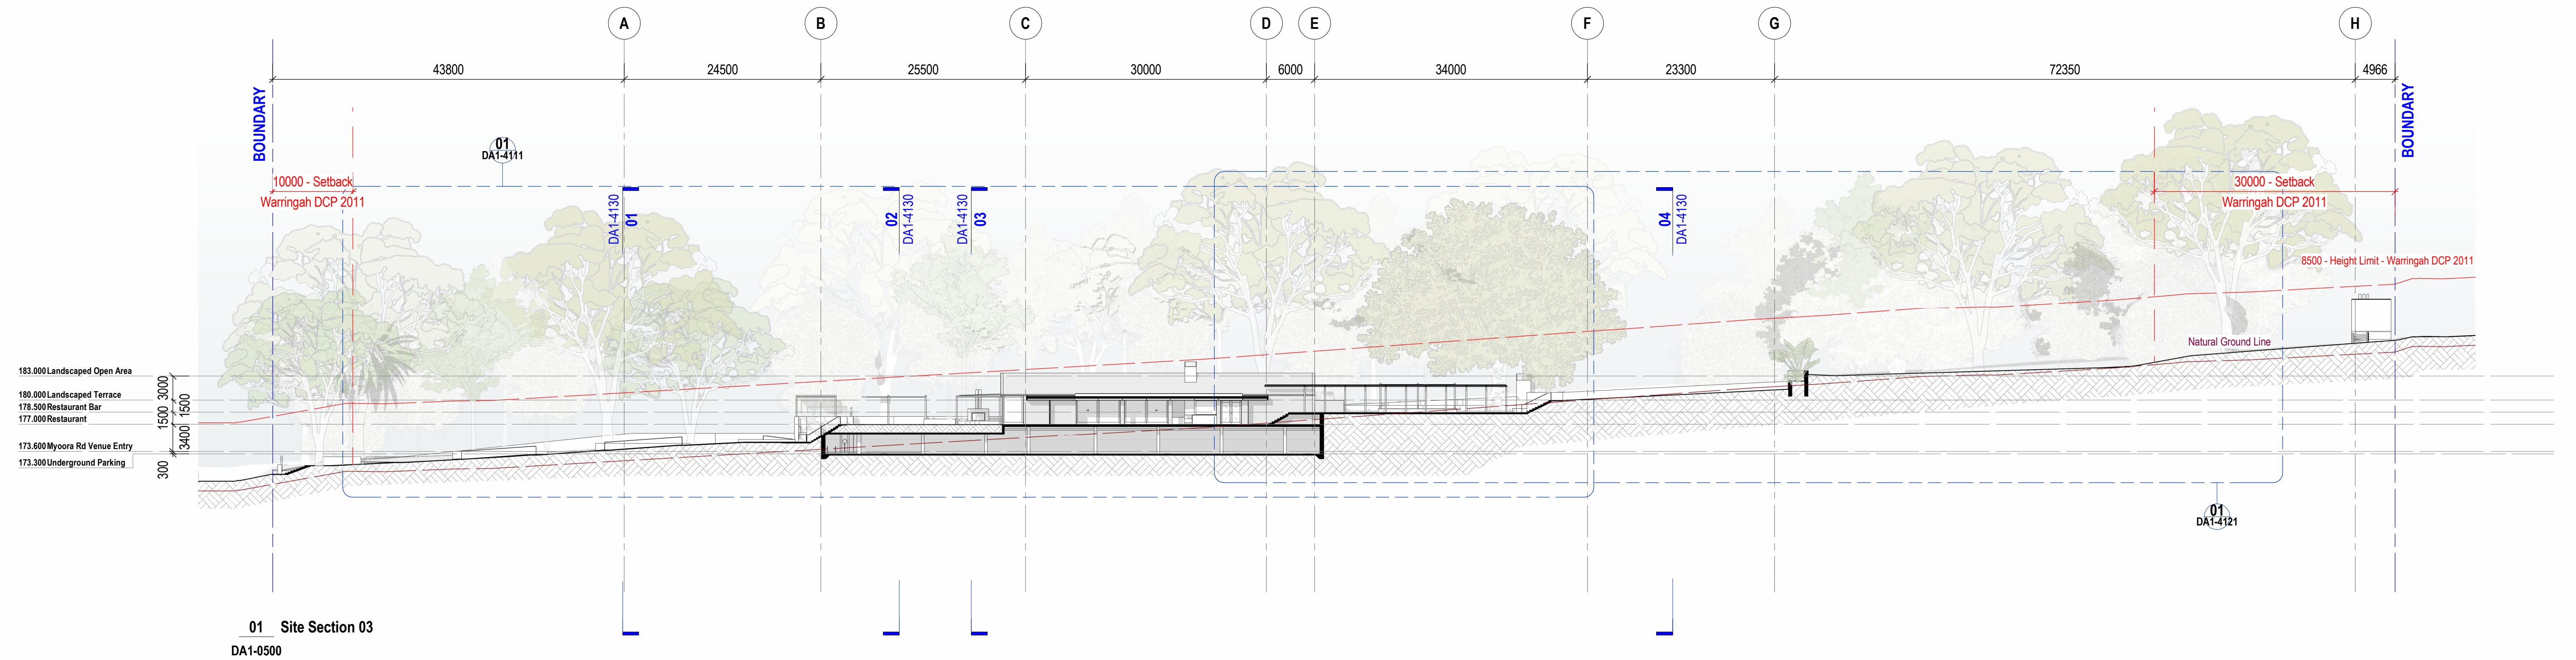 A
B
C
D
E
F
G
H
43800
24500
25500
30000
6000
34000
23300
72350
4966
BOUNDARY
BOUNDARY
01
DA1-4111
10000 - Setback
Warringah DCP 2011
DA1-4130
01
02
DA1-4130
DA1-4130
03
04
DA1-4130
30000 - Setback
Warringah DCP 2011
8500 - Height Limit - Warringah DCP 2011
Natural Ground Line
183.000 Landscaped Open Area
180.000 Landscaped Terrace
178.500 Restaurant Bar
177.000 Restaurant
173.600 Myoora Rd Venue Entry
173.300 Underground Parking
3000
1500
1500
3400
300
01
DA1-4121
01 Site Section 03
DA1-0500